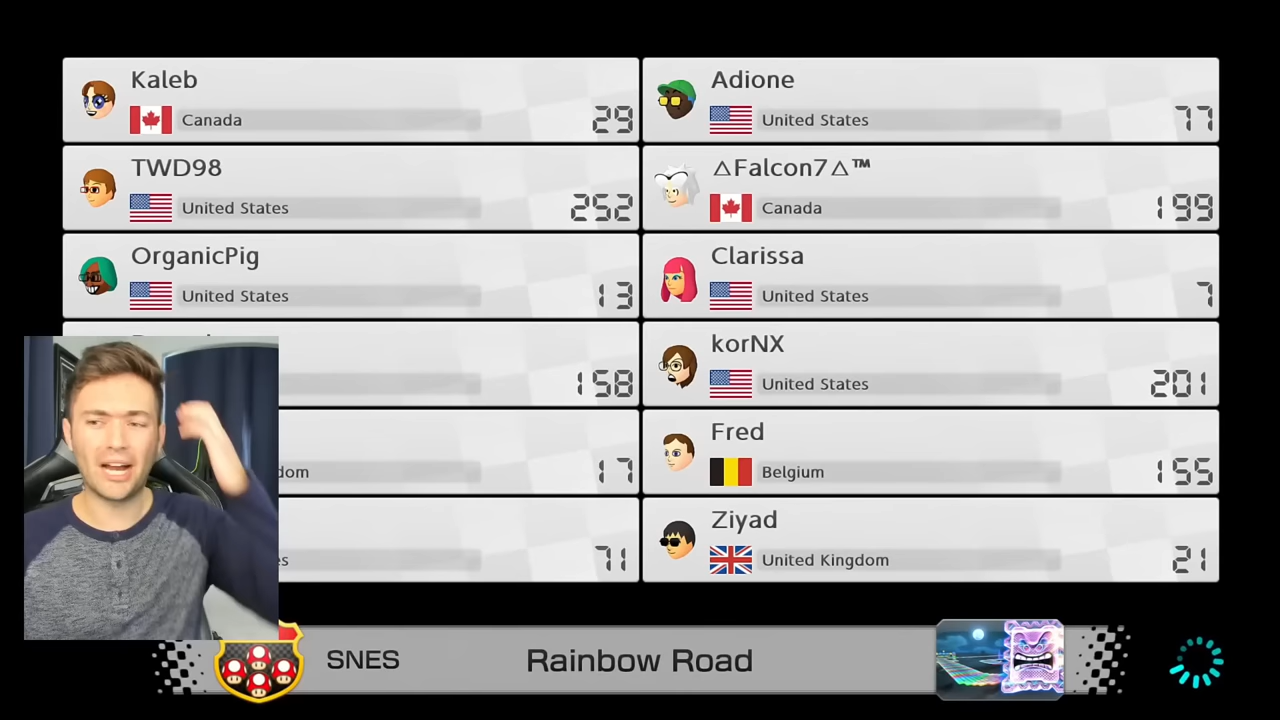 Kaleb
Canada
29
Adione
United States
77
TWD98
United States
252
△Falcon7△™
Canada
199
OrganicPig
United States
13
Clarissa
United States
7
158
korNX
United States
201
dom
17
Fred
Belgium
155
es
71
Ziyad
United Kingdom
21
SNES
Rainbow Road